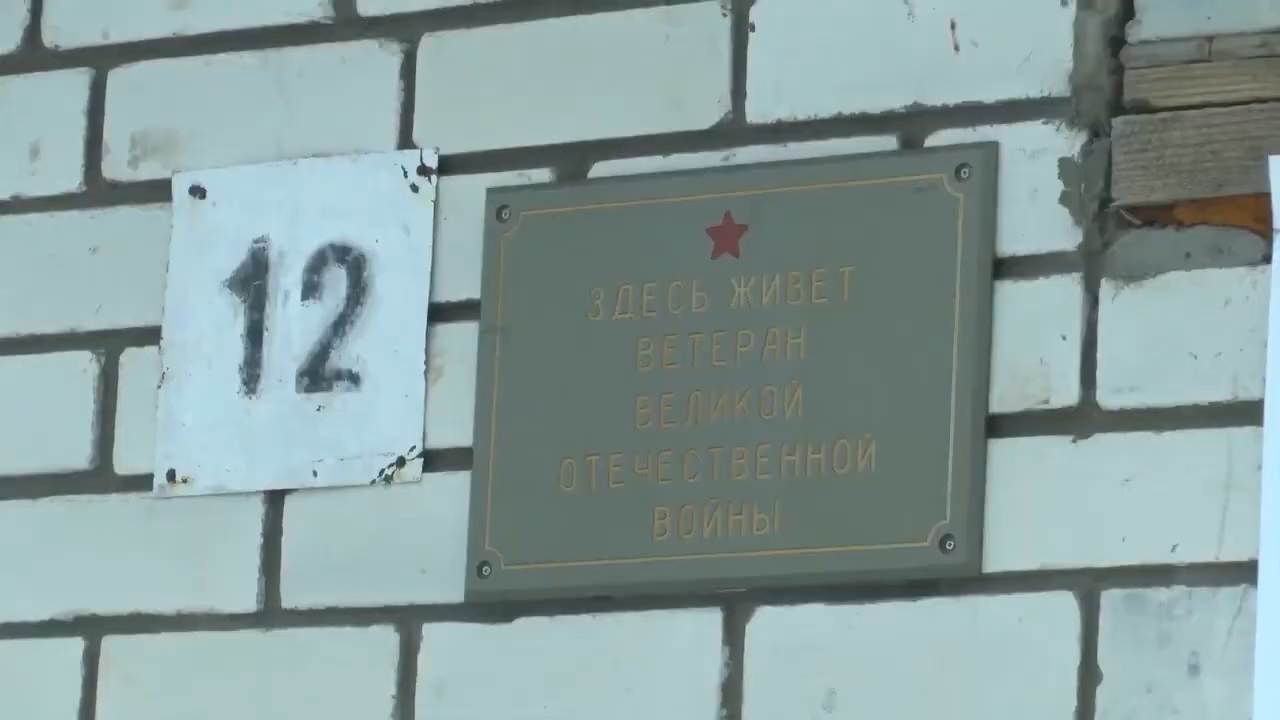 12
ЗДЕСЬ ЖИВЕТ
ВЕТЕРАН
ВЕЛИКОЙ
ОТЕЧЕСТВЕННОЙ
ВОЙНЫ